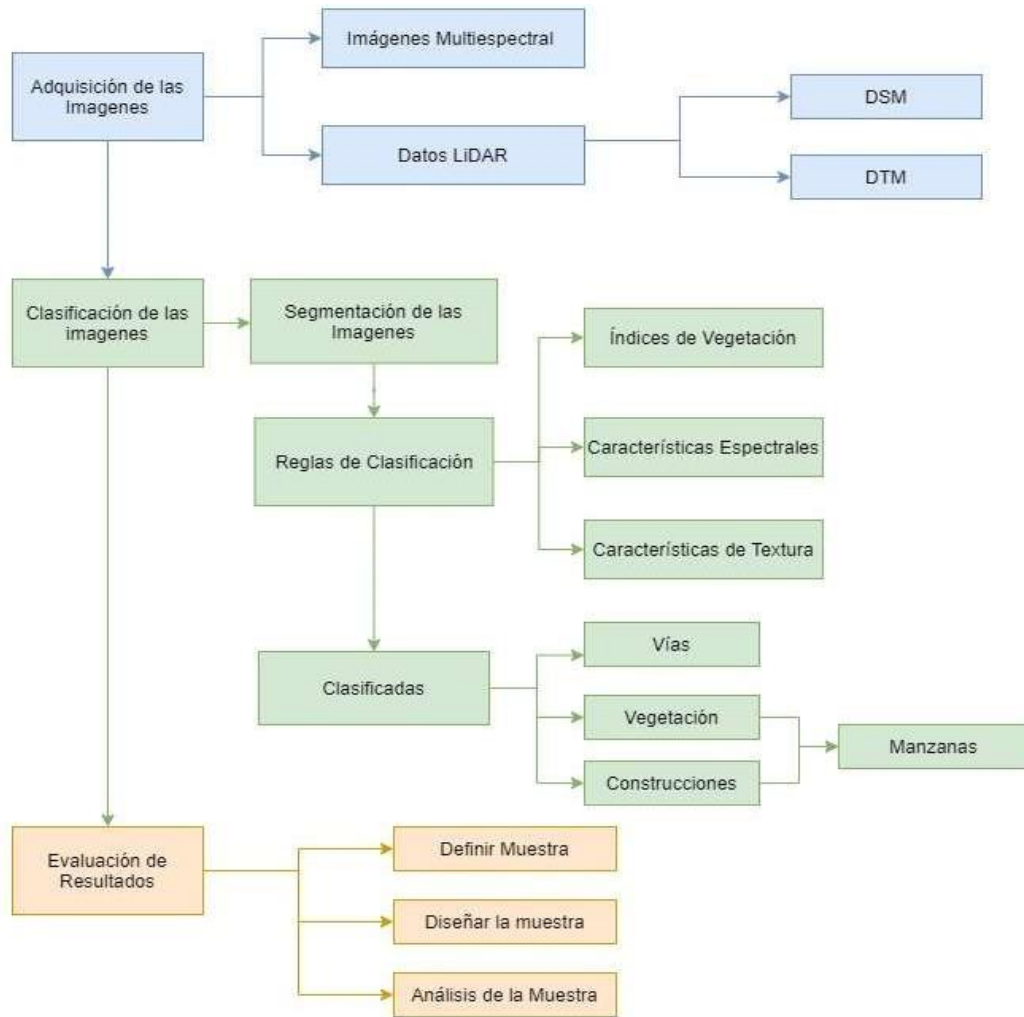 Imágenes Multiespectral
Adquisición de las
Imagenes
DSM
Datos LiDAR
DTM
Clasificación de las
imagenes
Segmentación de las
Imagenes
Índices de Vegetación
Reglas de Clasificación
Características Espectrales
Características de Textura
Clasificadas
Vías
Vegetación
Manzanas
Construcciones
Evaluación de
Resultados
Definir Muestra
Diseñar la muestra
Análisis de la Muestra